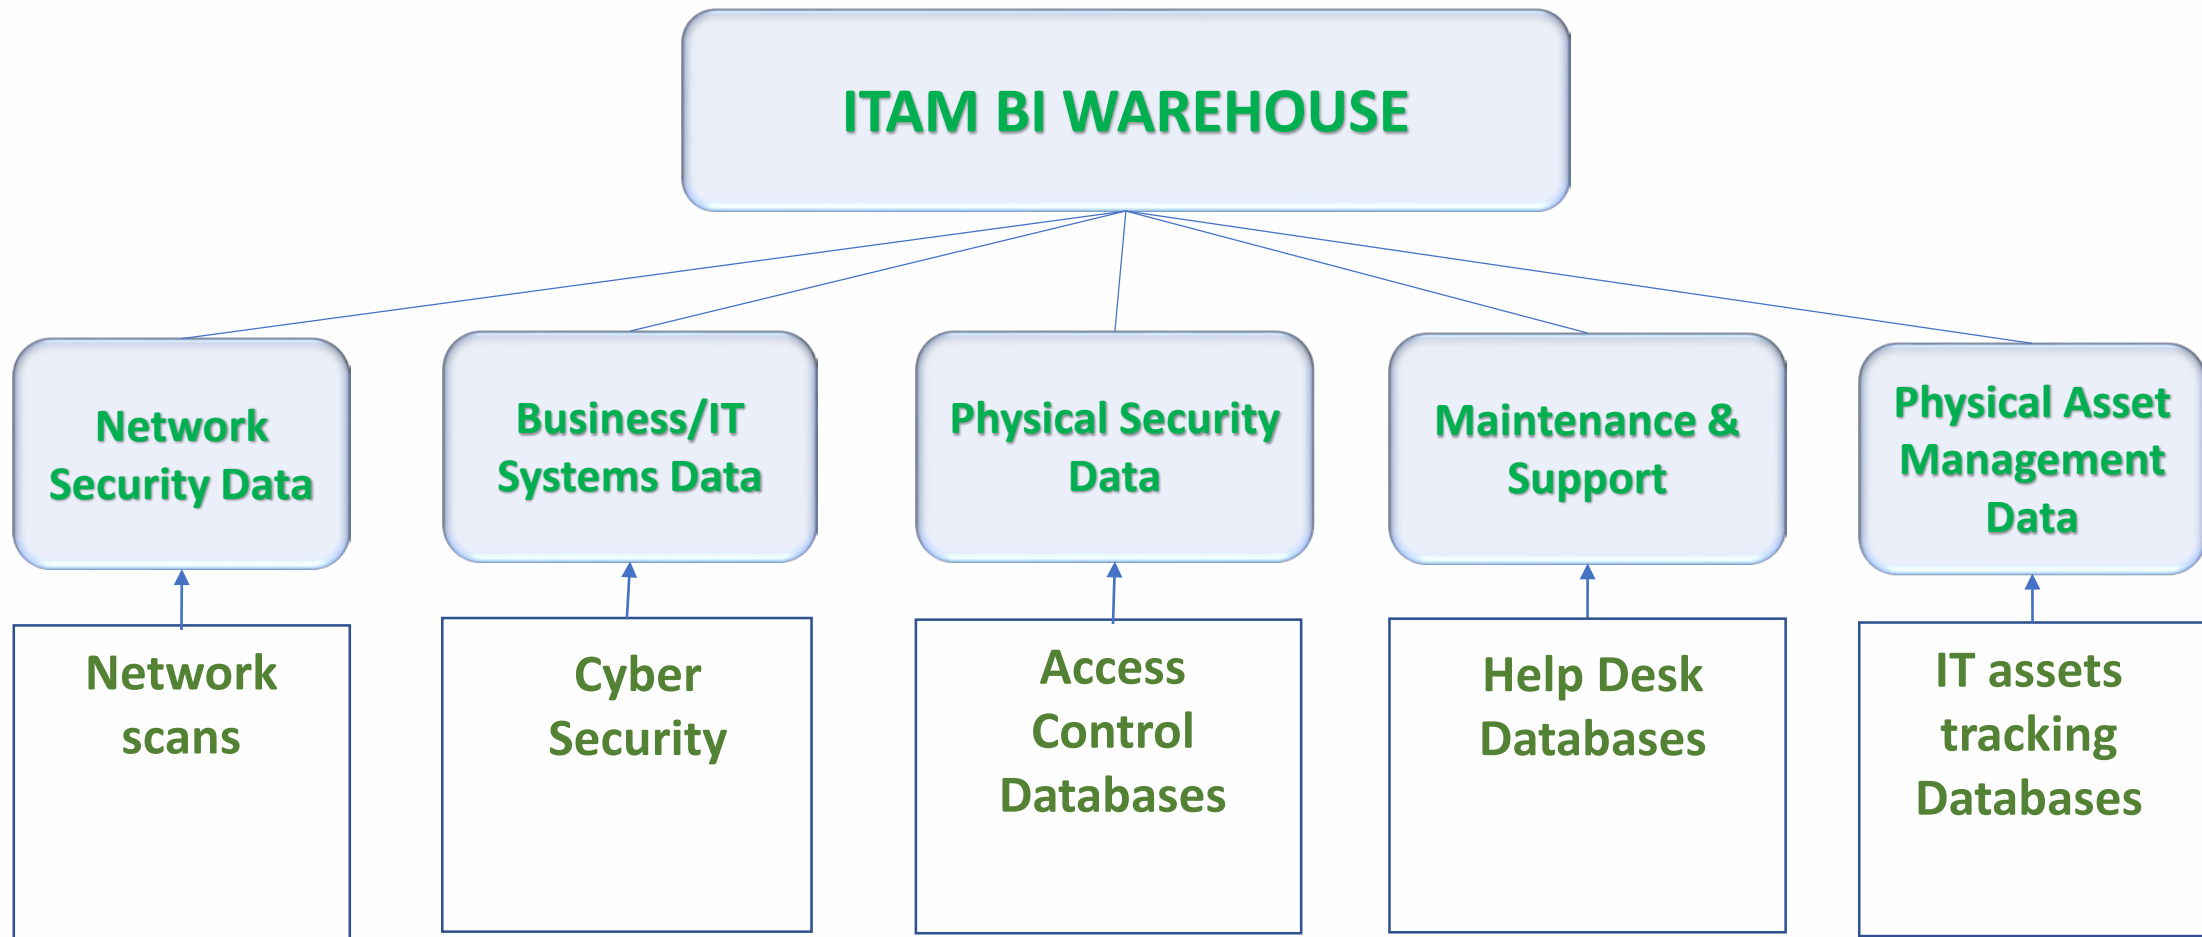 ITAM BI WAREHOUSE
Network
Security Data
Business/IT
Systems Data
Physical Security
Data
Maintenance &
Support
Physical Asset
Management
Data
Network
scans
Cyber
Security
Access
Control
Databases
Help Desk
Databases
IT assets
tracking
Databases